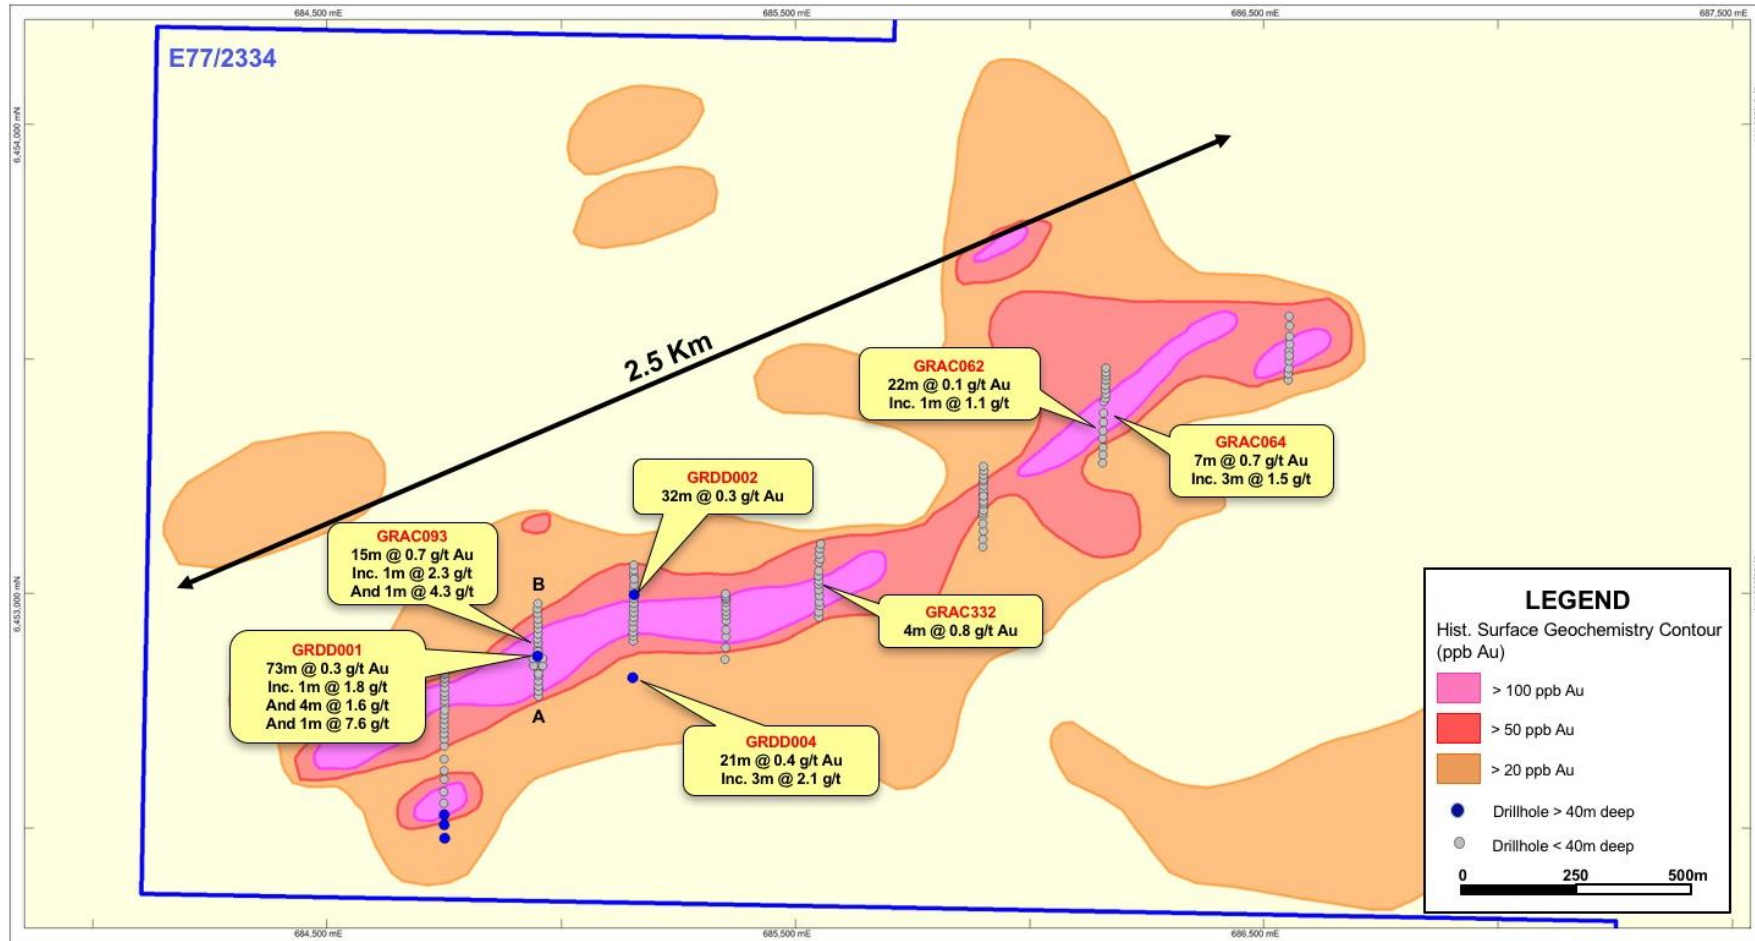 684,500 mE
685,500 mE
686,500 mE
687,500 mE
E77/2334
6,454,000 mN
2.5 Km
GRAC062
22m @ 0.1 g/t Au
Inc. 1m @ 1.1 g/t
GRAC064
7m @ 0.7 g/t Au
Inc. 3m @ 1.5 g/t
GRDD002
32m @ 0.3 g/t Au
GRAC093
15m @ 0.7 g/t Au
Inc. 1m @ 2.3 g/t
And 1m @ 4.3 g/t
B
6,453,000 mN
GRAC332
4m @ 0.8 g/t Au
GRDD001
73m @ 0.3 g/t Au
Inc. 1m @ 1.8 g/t
And 4m @ 1.6 g/t
And 1m @ 7.6 g/t
A
GRDD004
21m @ 0.4 g/t Au
Inc. 3m @ 2.1 g/t
LEGEND
Hist. Surface Geochemistry Contour
(ppb Au)
> 100 ppb Au
> 50 ppb Au
> 20 ppb Au
Drillhole > 40m deep
Drillhole < 40m deep
0 250 500m
684,500 mE
685,500 mE
686,500 mE